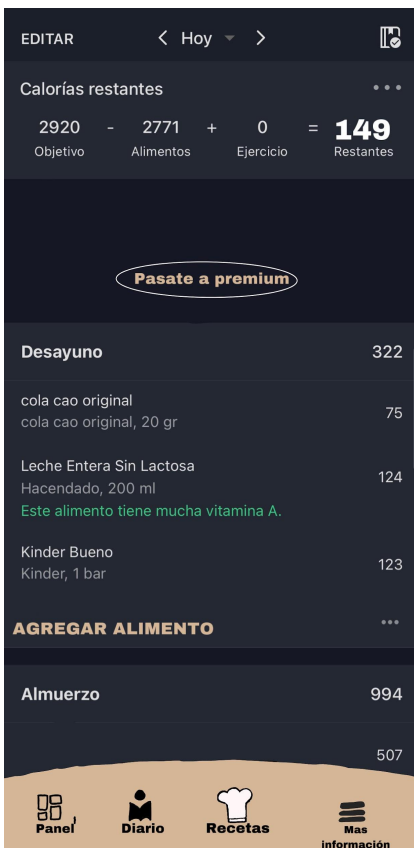 EDITAR
Hoy
Calorías restantes
2920 - 2771 + 0 = 149
Objetivo Alimentos Ejercicio Restantes
Pasate a premium
Desayuno 322
cola cao original
cola cao original, 20 gr 75
Leche Entera Sin Lactosa
Hacendado, 200 ml 124
Este alimento tiene mucha vitamina A.
Kinder Bueno
Kinder, 1 bar 123
AGREGAR ALIMENTO
Almuerzo 994
507
Panel Diario Recetas Mas
información